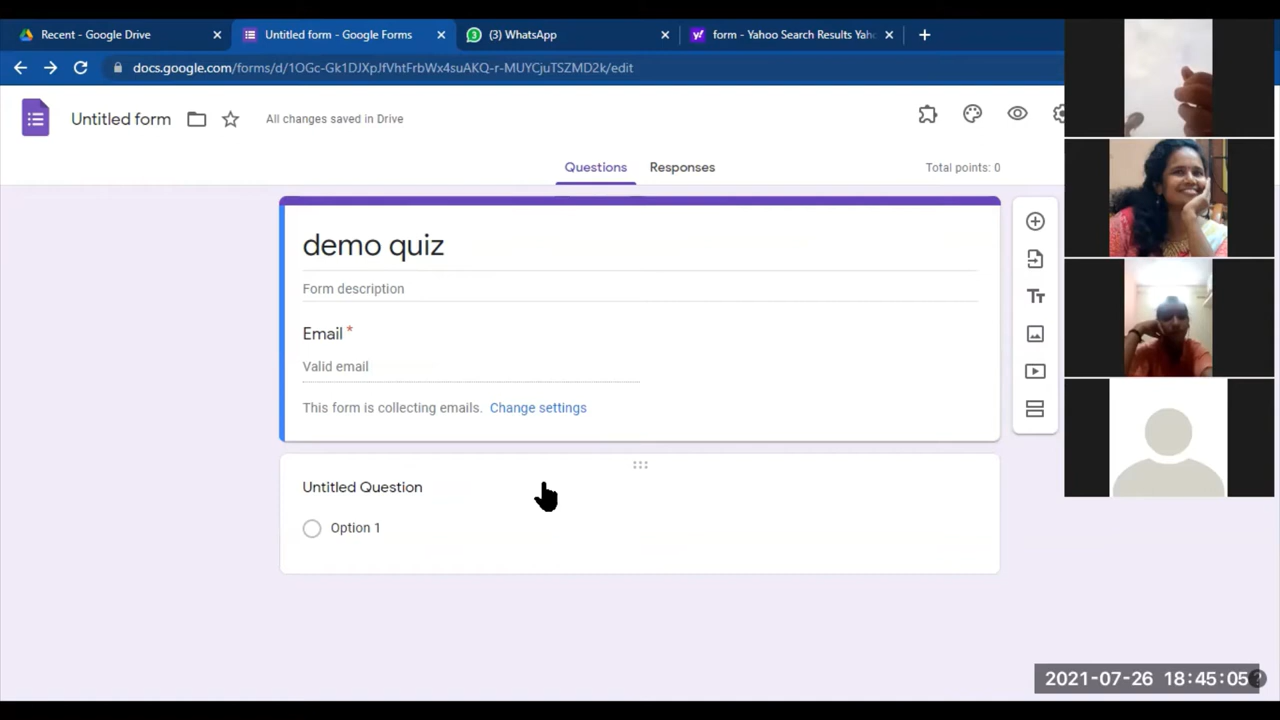 Recent - Google Drive
Untitled form - Google Forms
(3) WhatsApp
form - Yahoo Search Results Yah
docs.google.com/forms/d/1OGc-Gk1DJXpJfVhtFrbWx4suAKQ-r-MUYCjuTSZMD2k/edit
Untitled form
All changes saved in Drive
Questions
Responses
Total points: 0
demo quiz
Form description
Email *
Valid email
This form is collecting emails. Change settings
Untitled Question
Option 1
2021-07-26 18:45:05